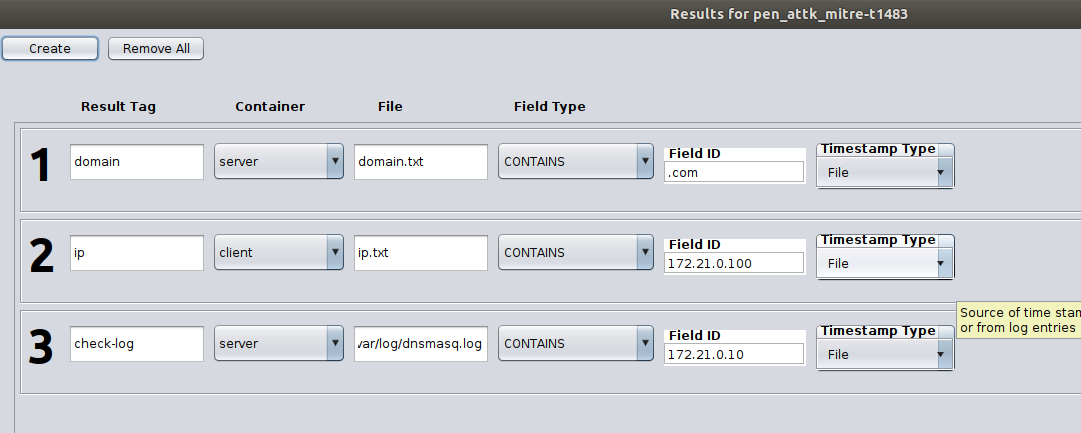 Results for pen_attk_mitre-t1483
Create Remove All
Result Tag Container File Field Type
1 domain server domain.txt CONTAINS Field ID .com Timestamp Type File
2 ip client ip.txt CONTAINS Field ID 172.21.0.100 Timestamp Type File
Source of time stam
or from log entries
3 check-log server /var/log/dnsmasq.log CONTAINS Field ID 172.21.0.10 Timestamp Type File